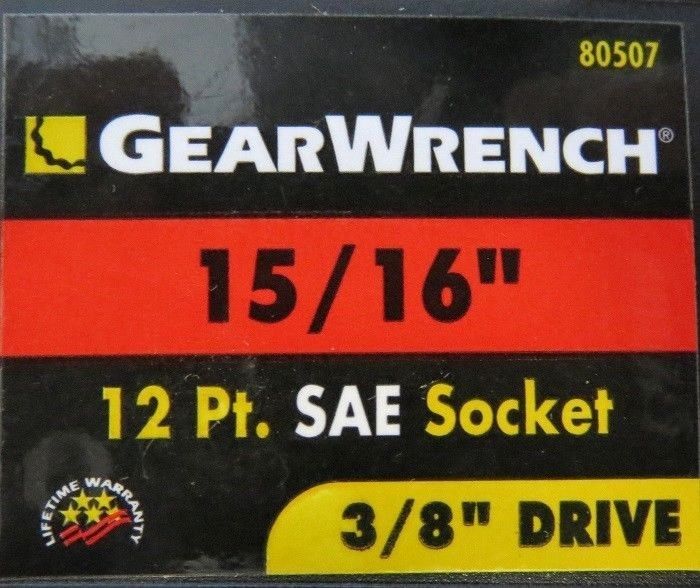 80507
GEARWRENCH®
15/16"
12 Pt. SAE Socket
LIFETIME WARRANTY
3/8" DRIVE